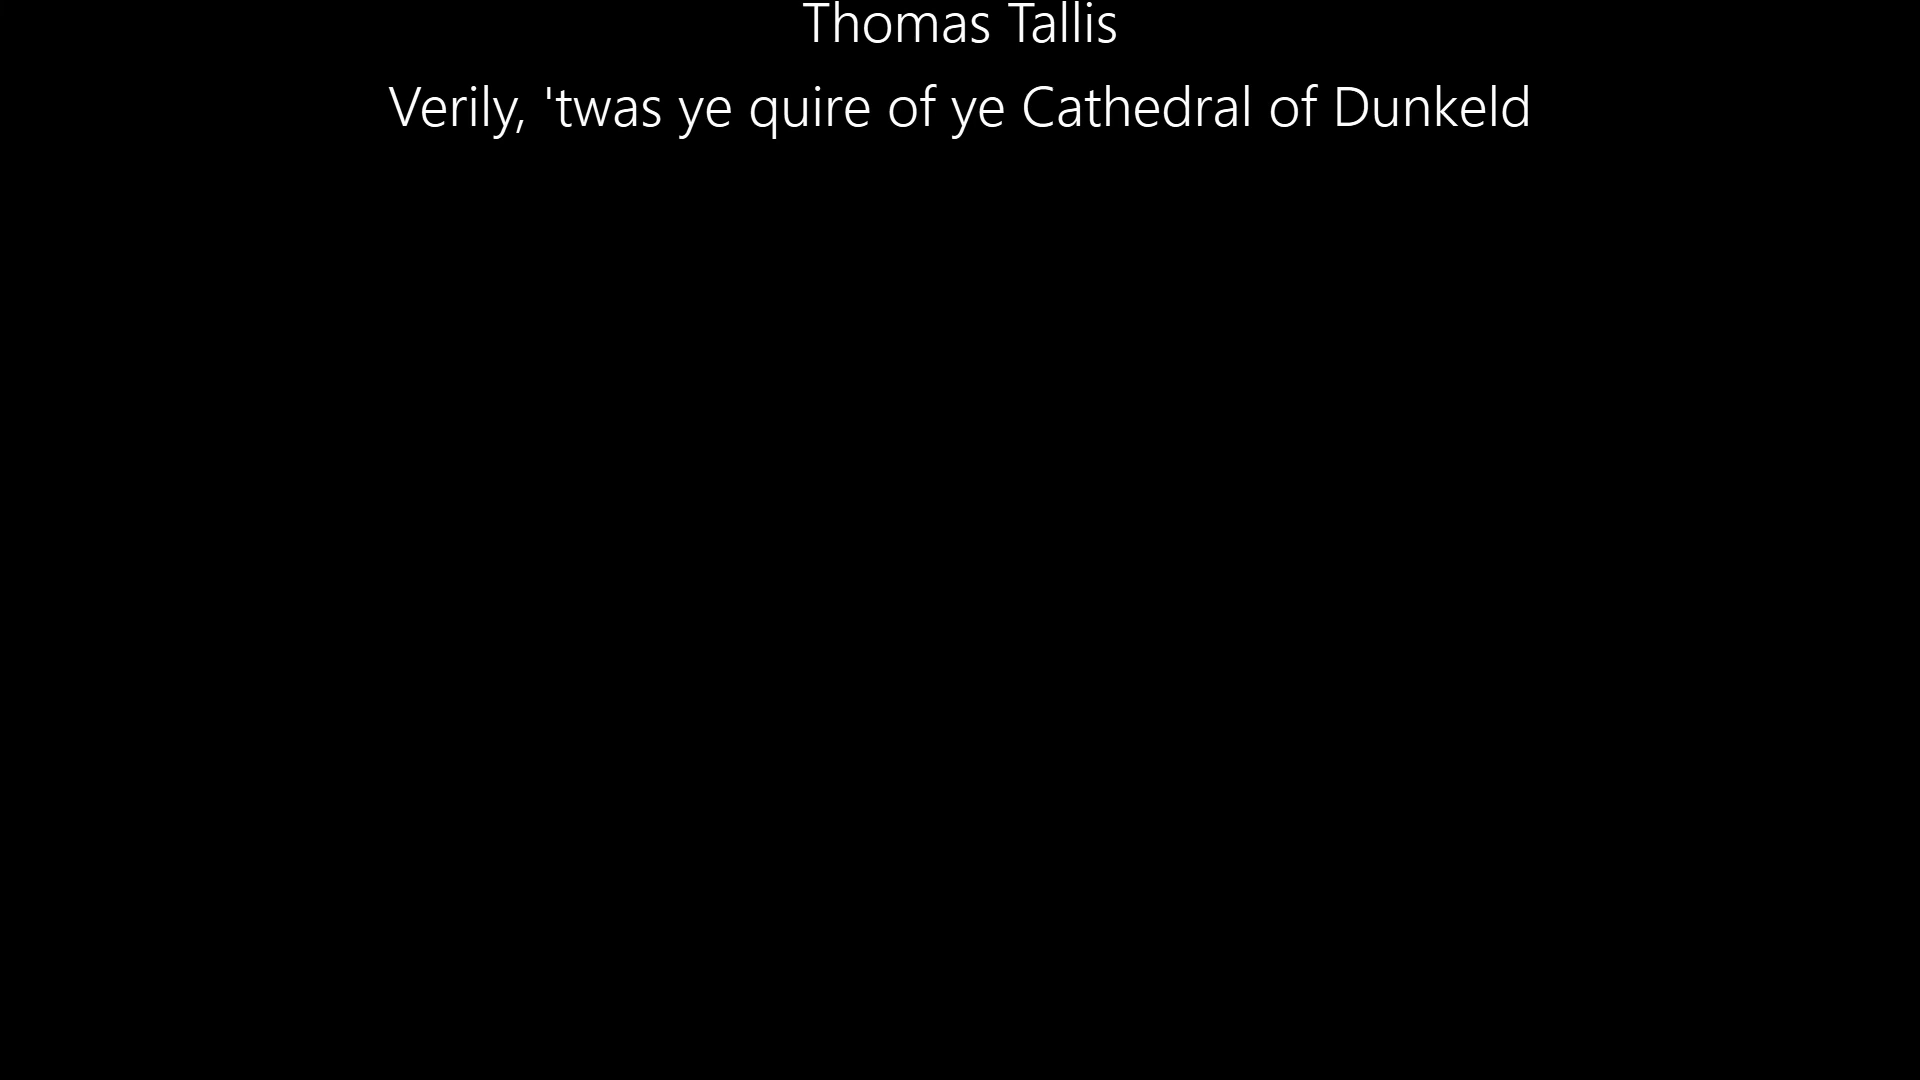 Thomas Tallis
Verily, 'twas ye quire of ye Cathedral of Dunkeld